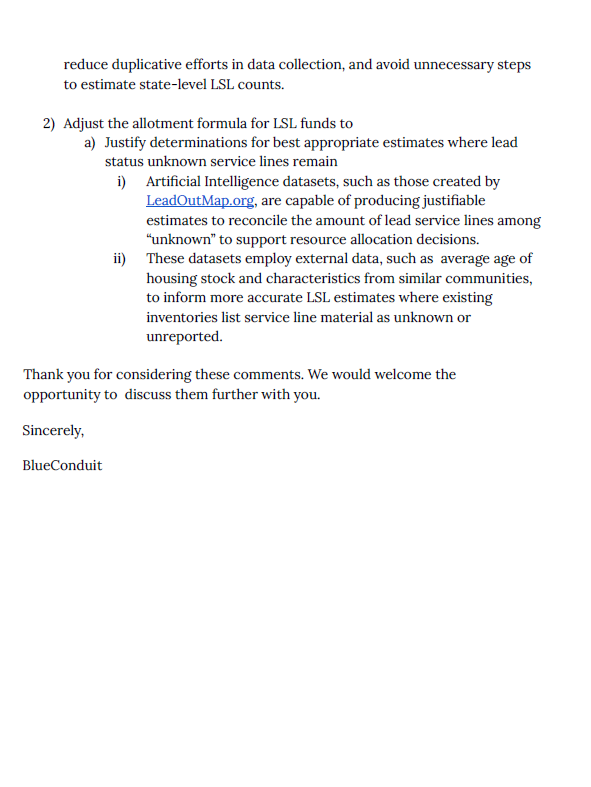 reduce duplicative efforts in data collection, and avoid unnecessary steps
to estimate state-level LSL counts.
2) Adjust the allotment formula for LSL funds to
a) Justify determinations for best appropriate estimates where lead
status unknown service lines remain
i) Artificial Intelligence datasets, such as those created by
LeadOutMap.org, are capable of producing justifiable
estimates to reconcile the amount of lead service lines among
“unknown” to support resource allocation decisions.
ii) These datasets employ external data, such as average age of
housing stock and characteristics from similar communities,
to inform more accurate LSL estimates where existing
inventories list service line material as unknown or
unreported.
Thank you for considering these comments. We would welcome the
opportunity to discuss them further with you.
Sincerely,
BlueConduit